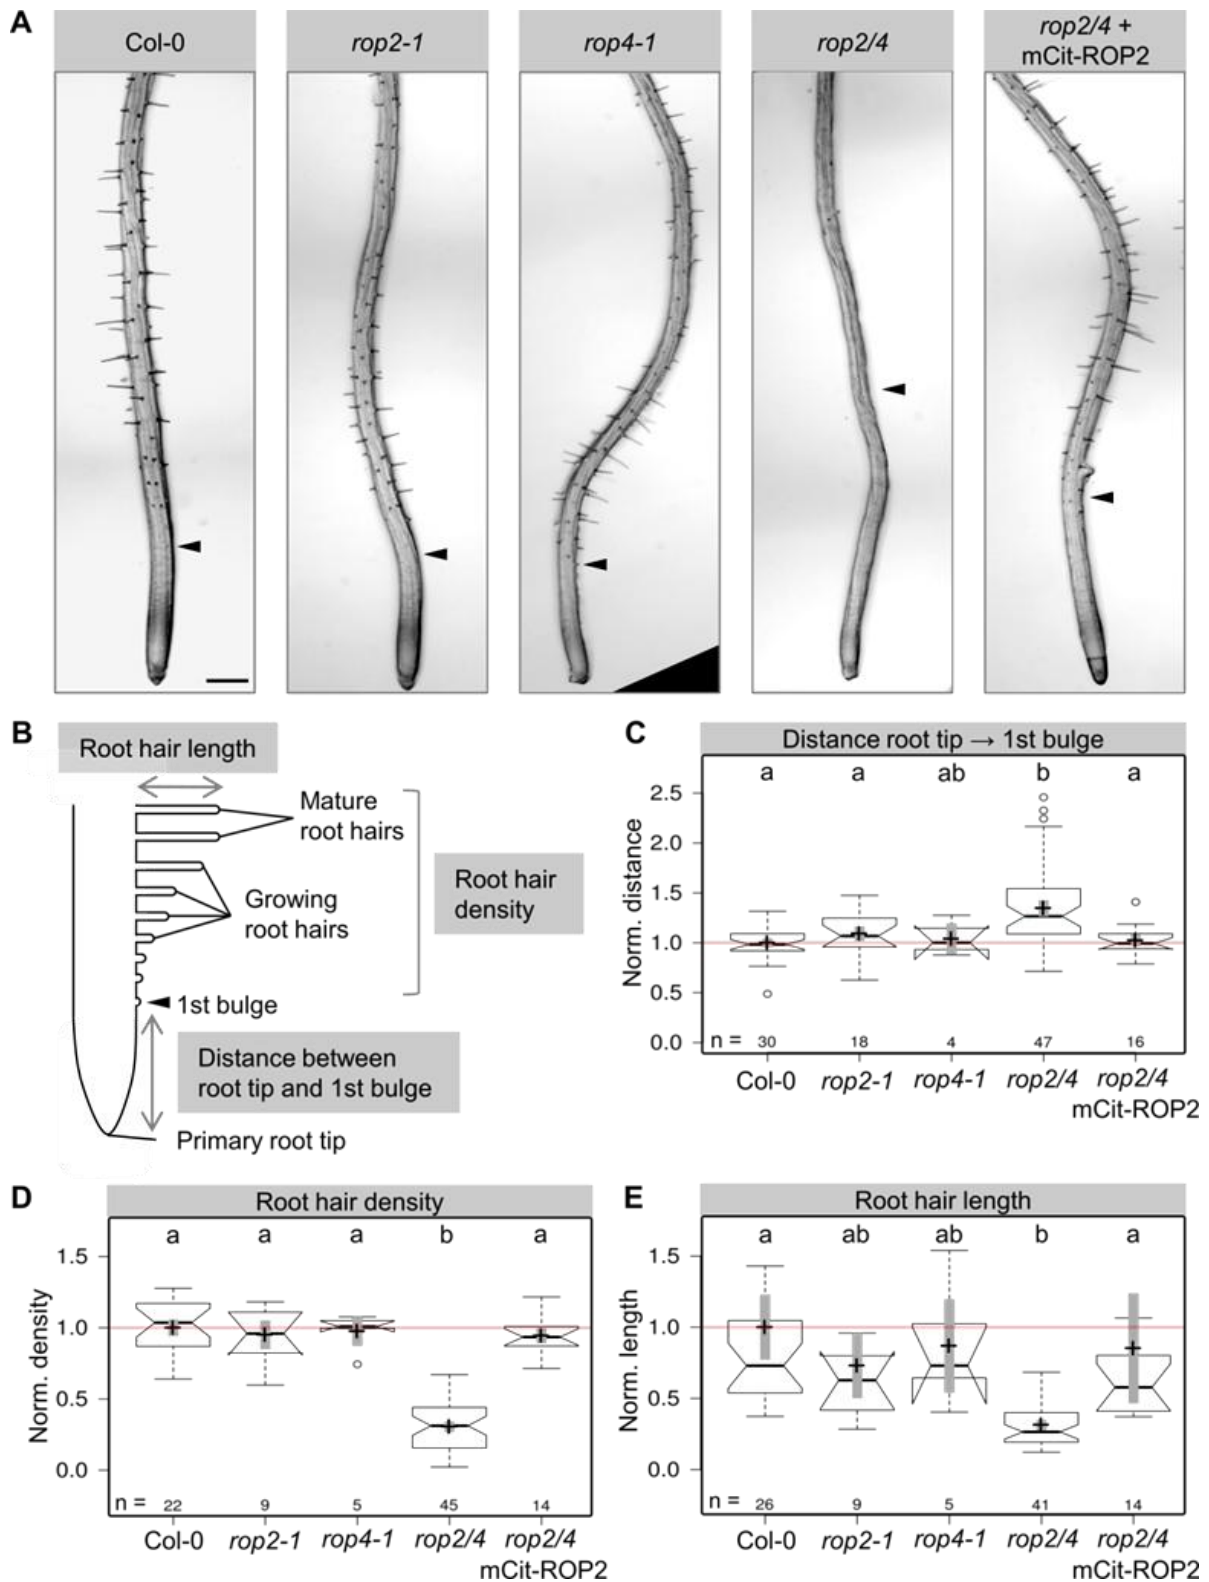 A
Col-0
rop2-1
rop4-1
rop2/4
rop2/4 +
mCit-ROP2
B
Root hair length
Mature
root hairs
Root hair
density
Growing
root hairs
1st bulge
Distance between
root tip and 1st bulge
Primary root tip
C
Distance root tip → 1st bulge
a a ab b a
Norm. distance
2.5
2.0
1.5
1.0
0.5
0.0
n = 30 18 4 47 16
Col-0 rop2-1 rop4-1 rop2/4 rop2/4
mCit-ROP2
D
Root hair density
a a a b a
Norm. density
1.5
1.0
0.5
0.0
n = 22 9 5 45 14
Col-0 rop2-1 rop4-1 rop2/4 rop2/4
mCit-ROP2
E
Root hair length
a ab ab b a
Norm. length
1.5
1.0
0.5
0.0
n = 26 9 5 41 14
Col-0 rop2-1 rop4-1 rop2/4 rop2/4
mCit-ROP2